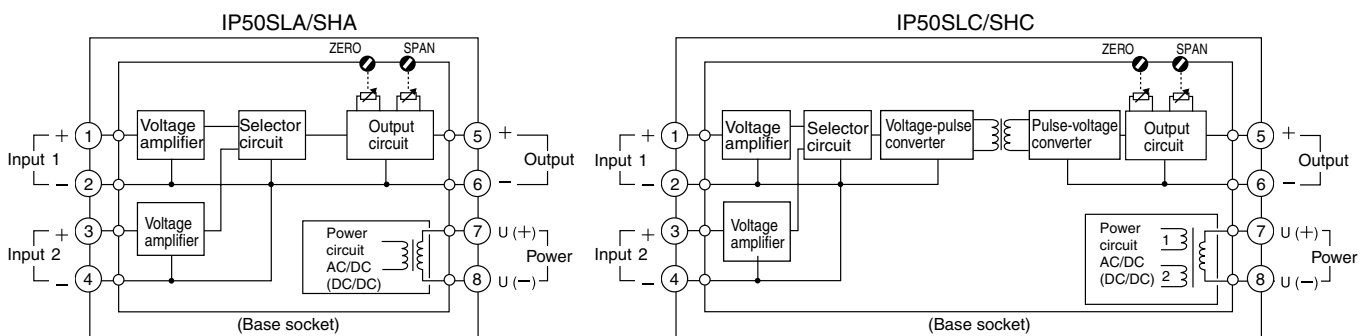 IP50SLA/SHA
ZERO SPAN
Voltage
amplifier
Selector
circuit
Output
circuit
Input 1
+ 1
− 2
5 +
6 −
Output
Voltage
amplifier
Input 2
+ 3
− 4
Power
circuit
AC/DC
(DC/DC)
7 U (+)
8 U (−)
Power
(Base socket)
IP50SLC/SHC
ZERO SPAN
Voltage
amplifier
Selector
circuit
Voltage-pulse
converter
Pulse-voltage
converter
Output
circuit
Input 1
+ 1
− 2
5 +
6 −
Output
Voltage
amplifier
Input 2
+ 3
− 4
Power
circuit
AC/DC
(DC/DC)
1
2
7 U (+)
8 U (−)
Power
(Base socket)